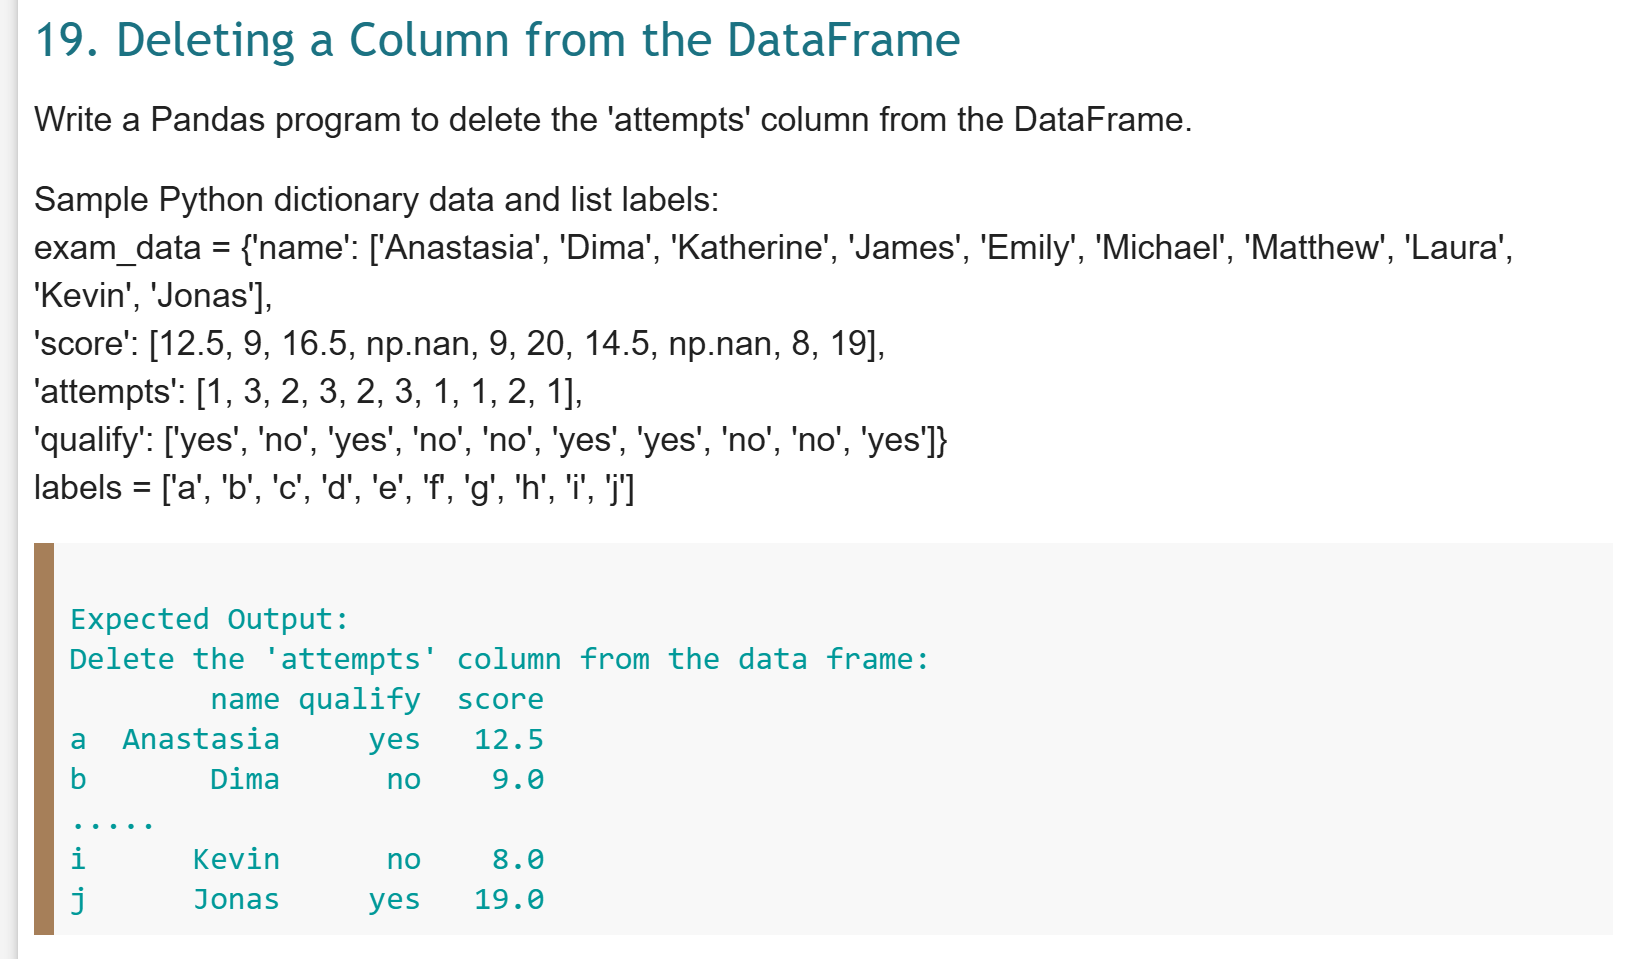 19. Deleting a Column from the DataFrame
Write a Pandas program to delete the 'attempts' column from the DataFrame.
Sample Python dictionary data and list labels:
exam_data = {'name': ['Anastasia', 'Dima', 'Katherine', 'James', 'Emily', 'Michael', 'Matthew', 'Laura',
'Kevin', 'Jonas'],
'score': [12.5, 9, 16.5, np.nan, 9, 20, 14.5, np.nan, 8, 19],
'attempts': [1, 3, 2, 3, 2, 3, 1, 1, 2, 1],
'qualify': ['yes', 'no', 'yes', 'no', 'no', 'yes', 'yes', 'no', 'no', 'yes']}
labels = ['a', 'b', 'c', 'd', 'e', 'f', 'g', 'h', 'i', 'j']
Expected Output:
Delete the 'attempts' column from the data frame:
        name qualify  score
a  Anastasia     yes   12.5
b       Dima      no    9.0
.....
i      Kevin      no    8.0
j      Jonas     yes   19.0